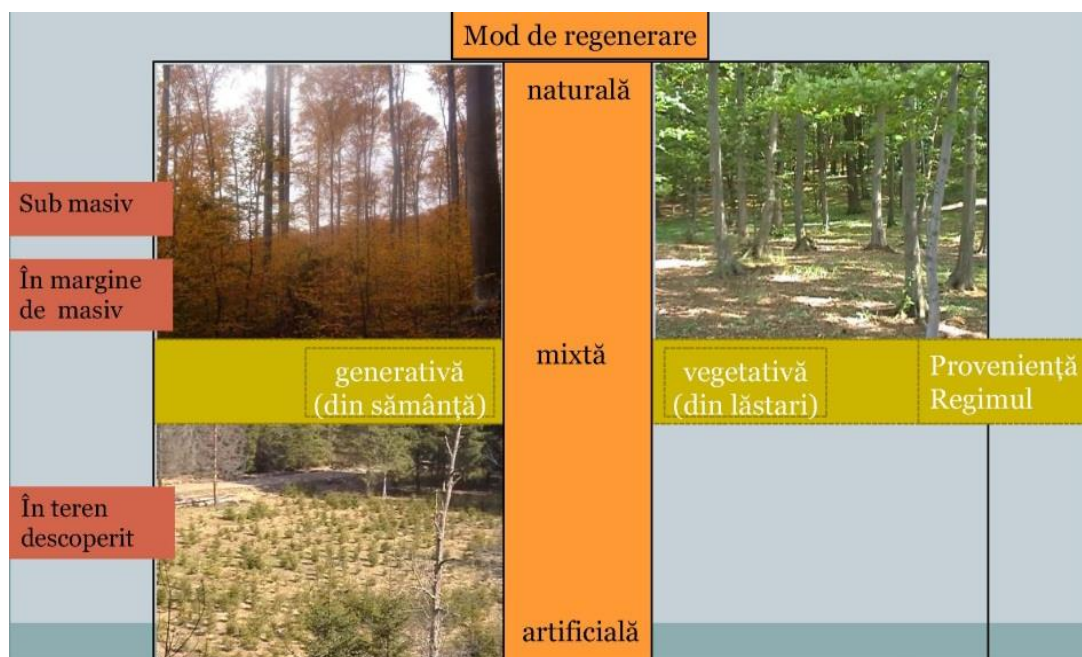 Mod de regenerare
naturală
Sub masiv
În margine
de masiv
mixtă
generativă
(din sămânță)
vegetativă
(din lăstari)
Proveniență
Regimul
În teren
descoperit
artificială